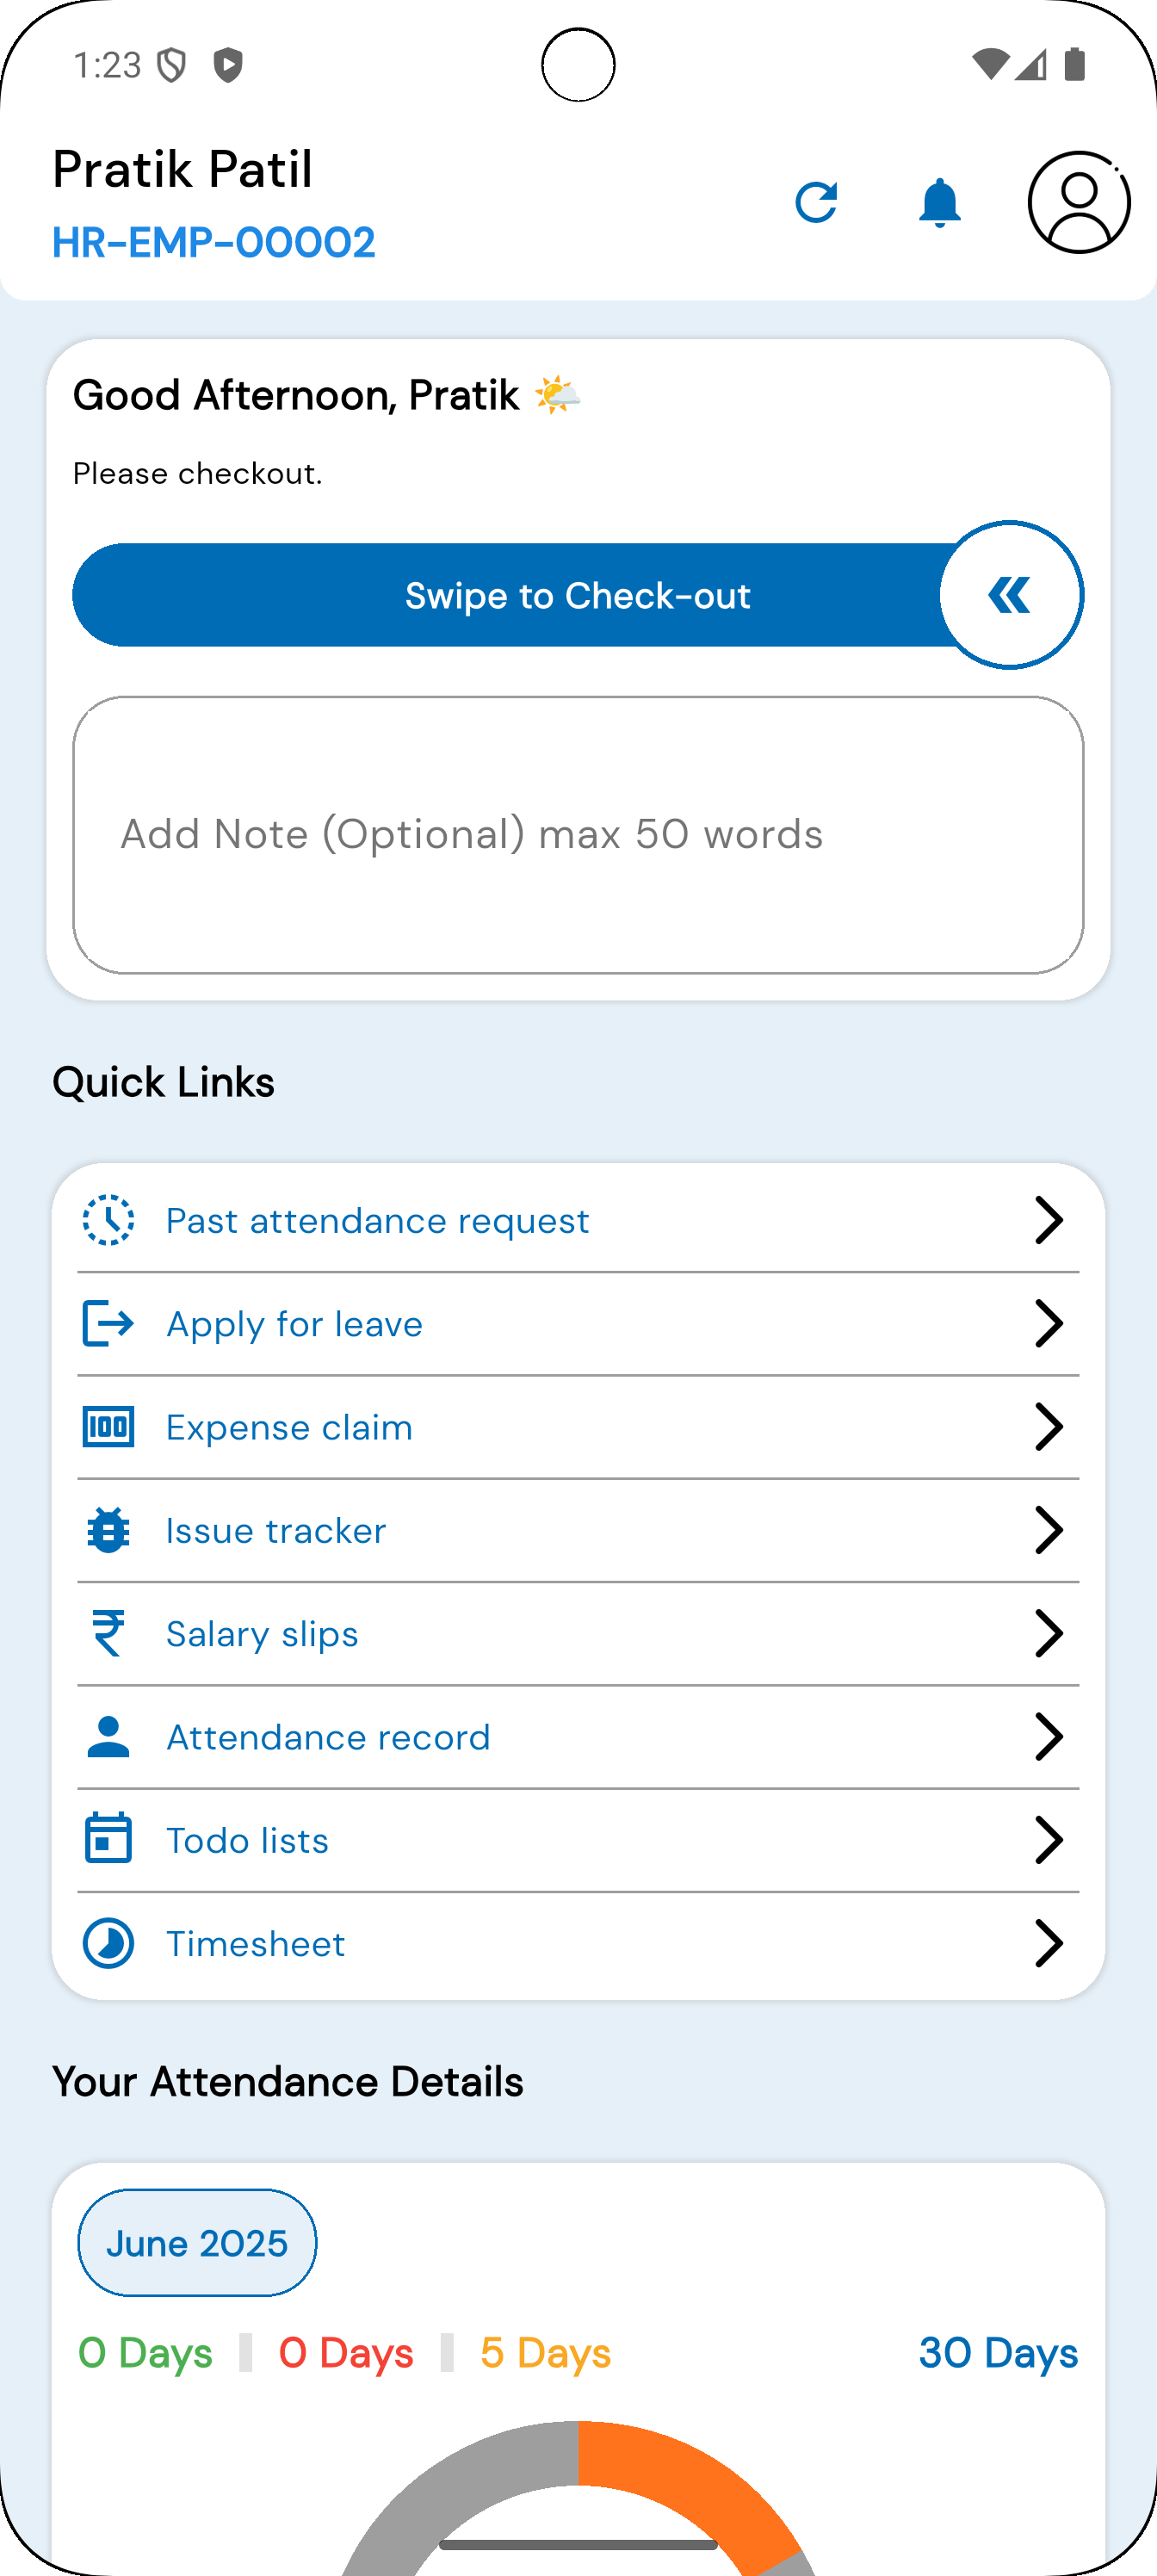 1:23
Pratik Patil
HR-EMP-00002
Good Afternoon, Pratik
Please checkout.
Swipe to Check-out
Add Note (Optional) max 50 words
Quick Links
Past attendance request
Apply for leave
100 Expense claim
Issue tracker
₹ Salary slips
Attendance record
Todo lists
Timesheet
Your Attendance Details
June 2025
0 Days 0 Days 5 Days 30 Days